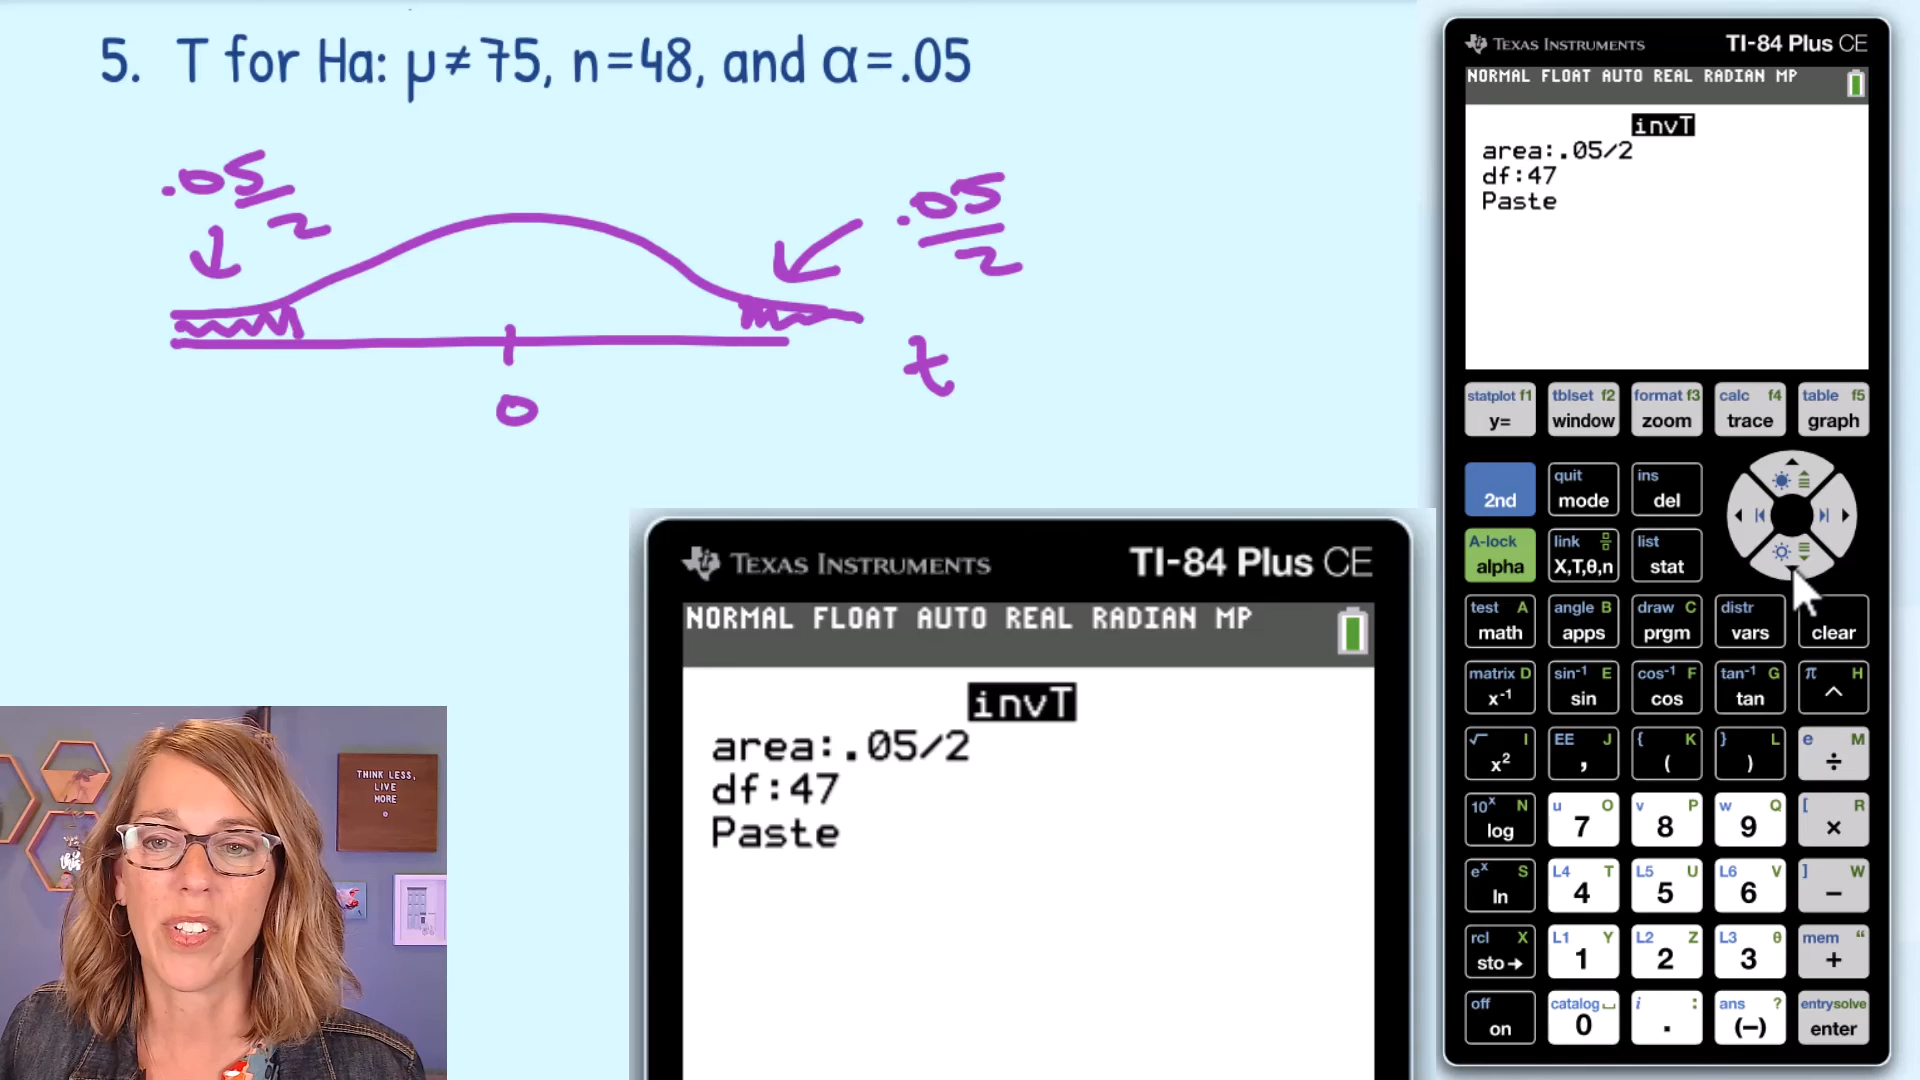 5. T for Ha: μ≠75, n=48, and α=.05
.05/2
.05/2
0
t
TEXAS INSTRUMENTS TI-84 Plus CE
NORMAL FLOAT AUTO REAL RADIAN MP
invT
area:.05/2
df:47
Paste
THINK LESS,
LIVE
MORE
TEXAS INSTRUMENTS TI-84 Plus CE
NORMAL FLOAT AUTO REAL RADIAN MP
invT
area:.05/2
df:47
Paste
statplot f1 tblset f2 format f3 calc f4 table f5
y= window zoom trace graph
quit ins
2nd mode del
A-lock link list
alpha X,T,θ,n stat
test A angle B draw C distr
math apps prgm vars clear
matrix D sin⁻¹ E cos⁻¹ F tan⁻¹ G π H
x⁻¹ sin cos tan ^
√ I EE J { K } L e M
x² , ( ) ÷
10ˣ N u O v P w Q [ R
log 7 8 9 ×
eˣ S L4 T L5 U L6 V ] W
ln 4 5 6 −
rcl X L1 Y L2 Z L3 θ mem “
sto→ 1 2 3 +
off catalog i : ans ? entry solve
on 0 . (−) enter